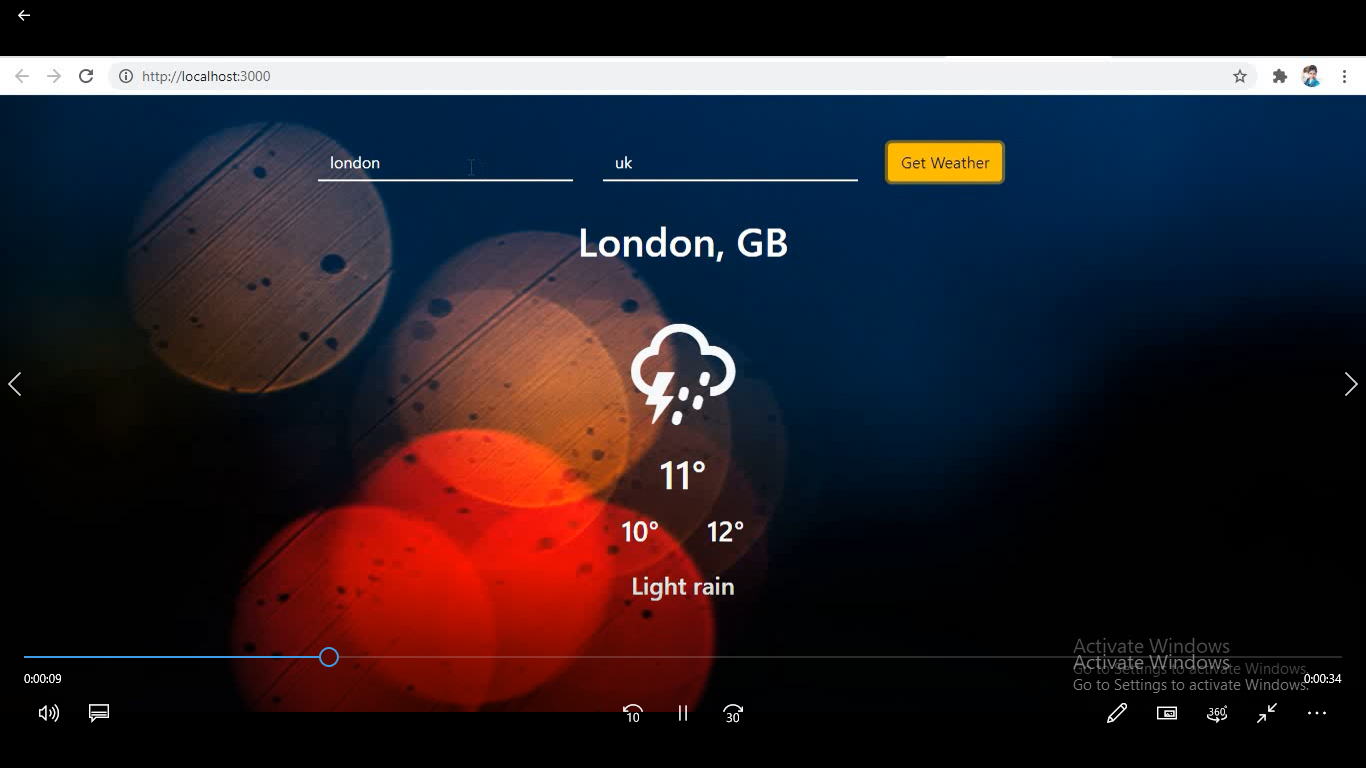 http://localhost:3000
london
uk
Get Weather
London, GB
11°
10°
12°
Light rain
Activate Windows
Activate Windows
Go to Settings to activate Windows.
Go to Settings to activate Windows.
0:00:09
0:00:34
10
30
360°